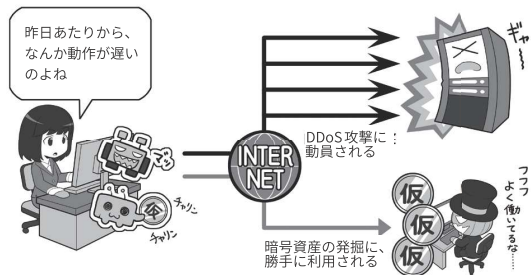 昨日あたりから、
なんか動作が遅い
のよね
INTER
NET
DDoS攻撃に
動員される
ギャ〜
チャリン
チャリン
暗号資産の発掘に、
勝手に利用される
仮
仮
仮
フフフ
よく働いてるな……